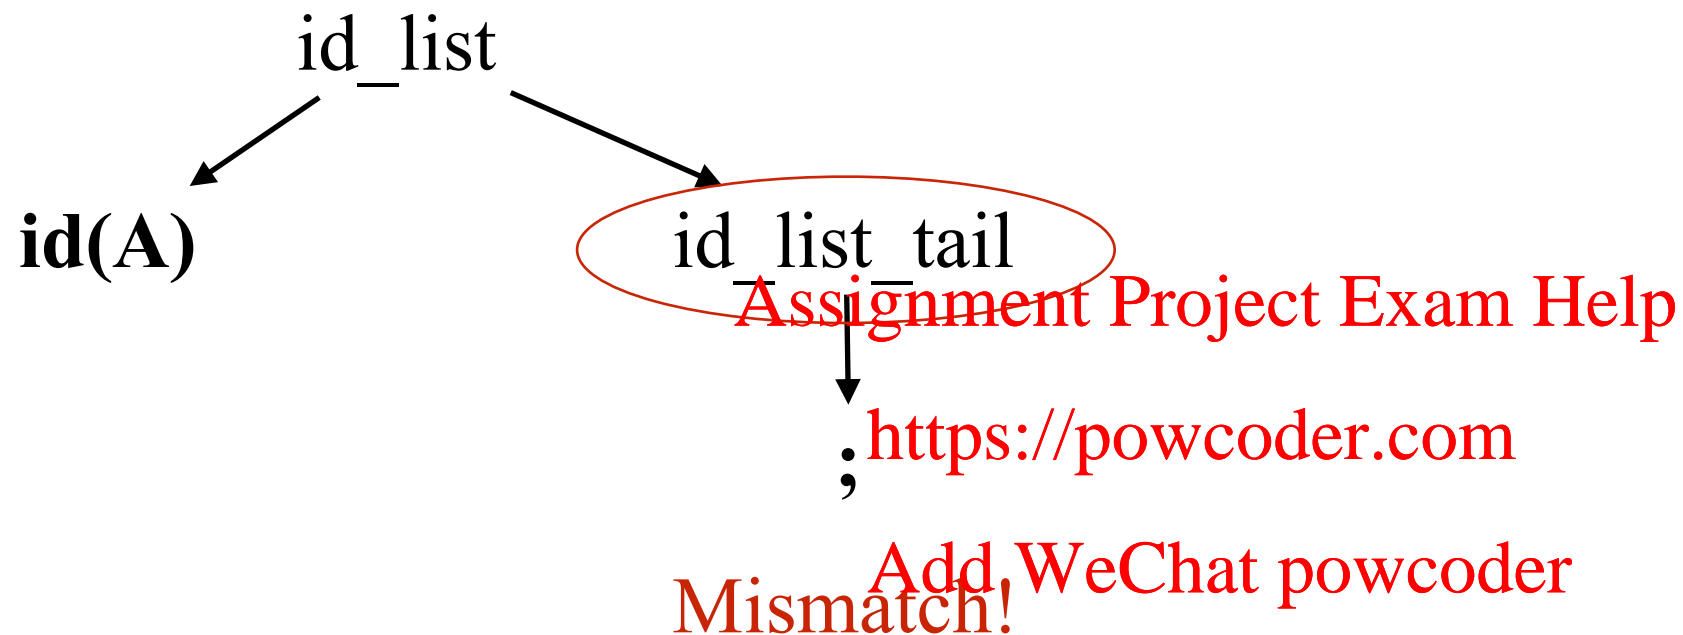 id_list
id(A)
id_list_tail
Assignment Project Exam Help
;
https://powcoder.com
Add WeChat powcoder
Mismatch!